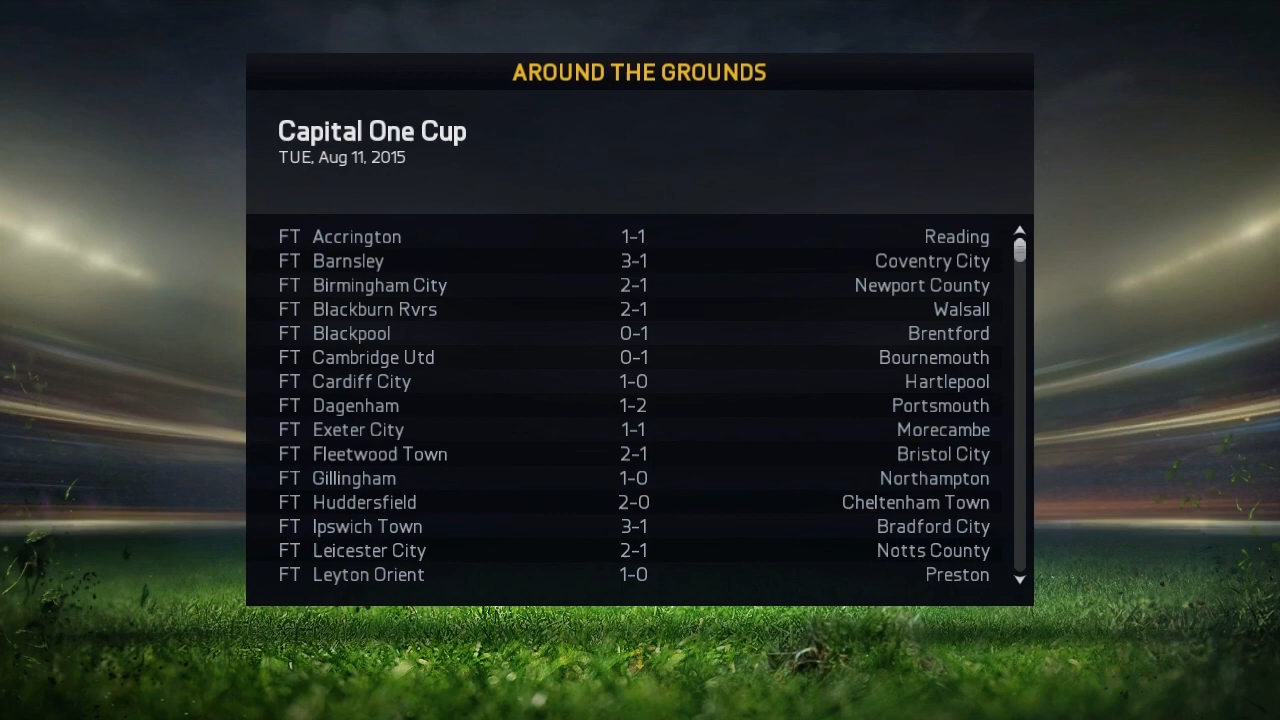 AROUND THE GROUNDS
Capital One Cup
TUE, Aug 11, 2015
FT Accrington 1-1 Reading
FT Barnsley 3-1 Coventry City
FT Birmingham City 2-1 Newport County
FT Blackburn Rvrs 2-1 Walsall
FT Blackpool 0-1 Brentford
FT Cambridge Utd 0-1 Bournemouth
FT Cardiff City 1-0 Hartlepool
FT Dagenham 1-2 Portsmouth
FT Exeter City 1-1 Morecambe
FT Fleetwood Town 2-1 Bristol City
FT Gillingham 1-0 Northampton
FT Huddersfield 2-0 Cheltenham Town
FT Ipswich Town 3-1 Bradford City
FT Leicester City 2-1 Notts County
FT Leyton Orient 1-0 Preston